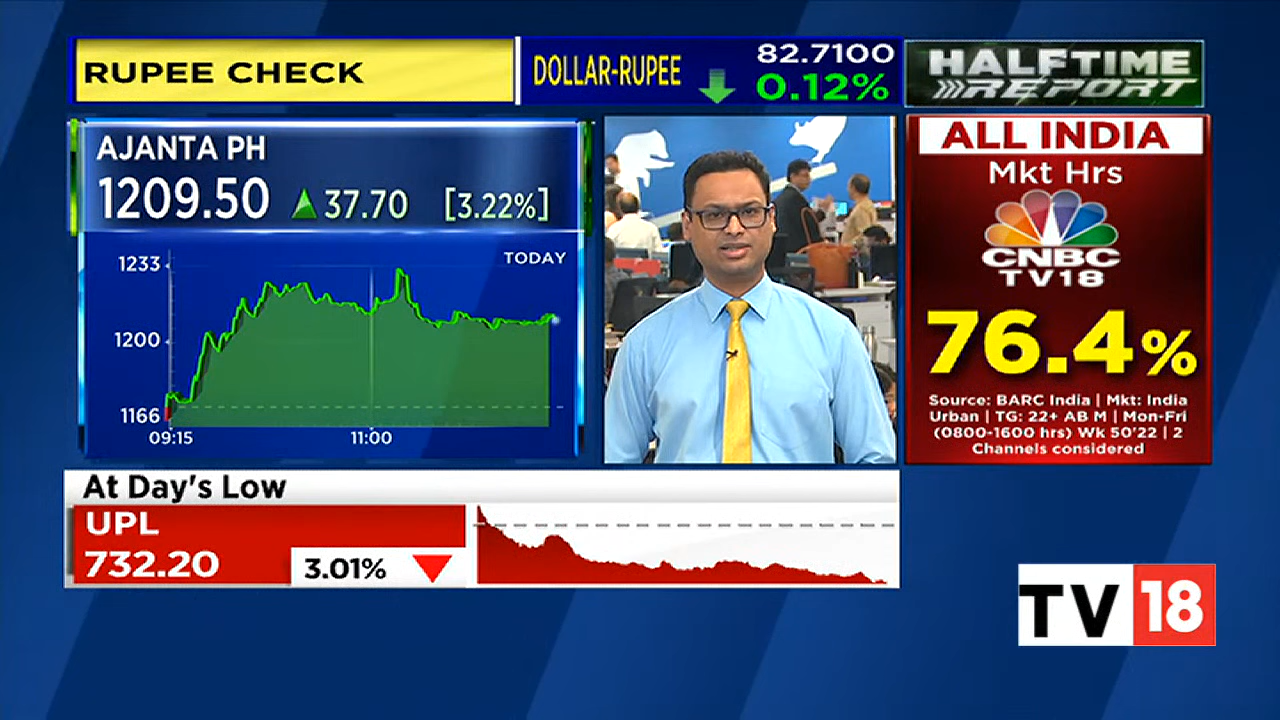 RUPEE CHECK
DOLLAR-RUPEE
82.7100
0.12%
HALFTIME
REPORT
AJANTA PH
1209.50 37.70 [3.22%]
TODAY
1233
1200
1166
09:15 11:00
ALL INDIA
Mkt Hrs
CNBC
TV18
76.4%
Source: BARC India | Mkt: India
Urban | TG: 22+ AB M | Mon-Fri
(0800-1600 hrs) Wk 50'22 | 2
Channels considered
At Day's Low
UPL
732.20 3.01%
TV18